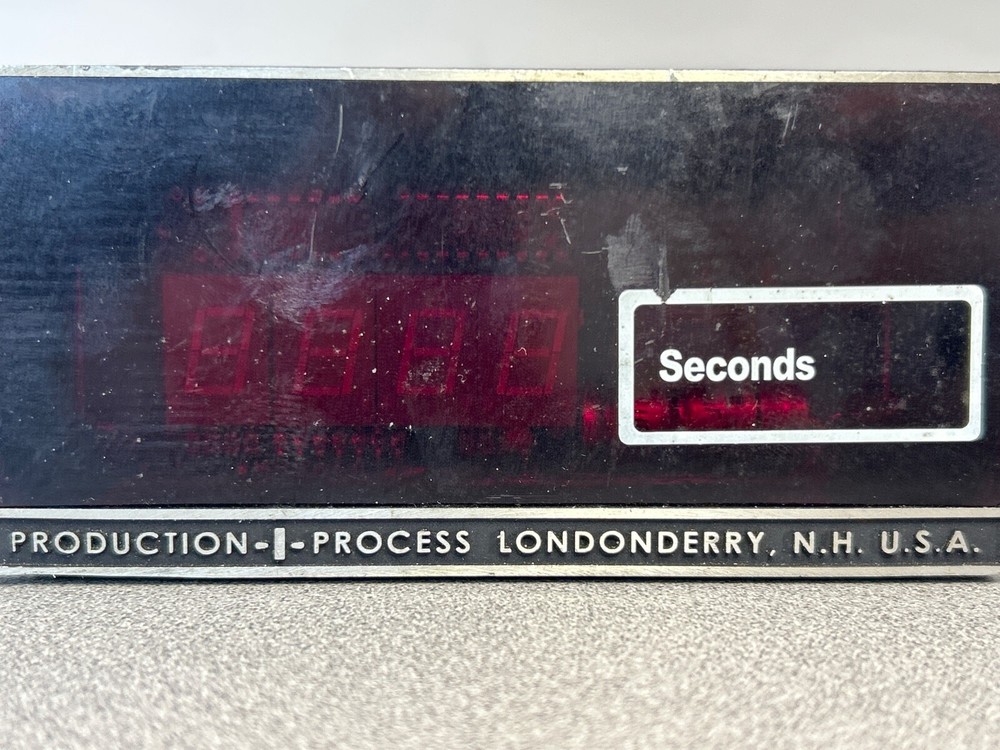 Seconds
PRODUCTION-I-PROCESS LONDONDERRY, N.H. U.S.A.